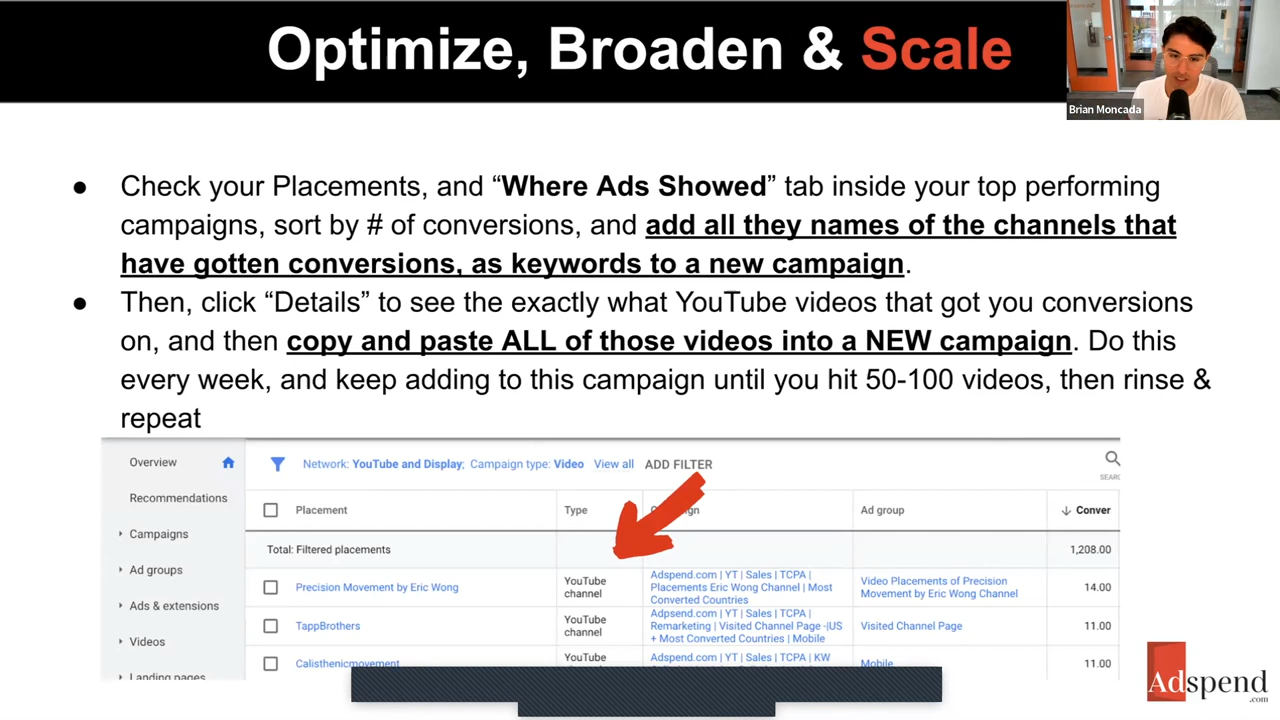 Optimize, Broaden & Scale
Brian Moncada
● Check your Placements, and “Where Ads Showed” tab inside your top performing
campaigns, sort by # of conversions, and add all they names of the channels that
have gotten conversions, as keywords to a new campaign.
● Then, click “Details” to see the exactly what YouTube videos that got you conversions
on, and then copy and paste ALL of those videos into a NEW campaign. Do this
every week, and keep adding to this campaign until you hit 50-100 videos, then rinse &
repeat
Overview
Recommendations
Campaigns
Ad groups
Ads & extensions
Videos
Landing pages
Network: YouTube and Display; Campaign type: Video View all ADD FILTER
SEARC
Placement Type Ad group Conver
Total: Filtered placements 1,208.00
Precision Movement by Eric Wong
YouTube
channel
Adspend.com | YT | Sales | TCPA |
Placements Eric Wong Channel | Most
Converted Countries
Video Placements of Precision
Movement by Eric Wong Channel
14.00
TappBrothers
YouTube
channel
Adspend.com | YT | Sales | TCPA |
Remarketing | Visited Channel Page -|US
+ Most Converted Countries | Mobile
Visited Channel Page
11.00
Calisthenicmovement
YouTube
channel
Adspend.com | YT | Sales | TCPA | KW
Mobile
11.00
Adspend
.com